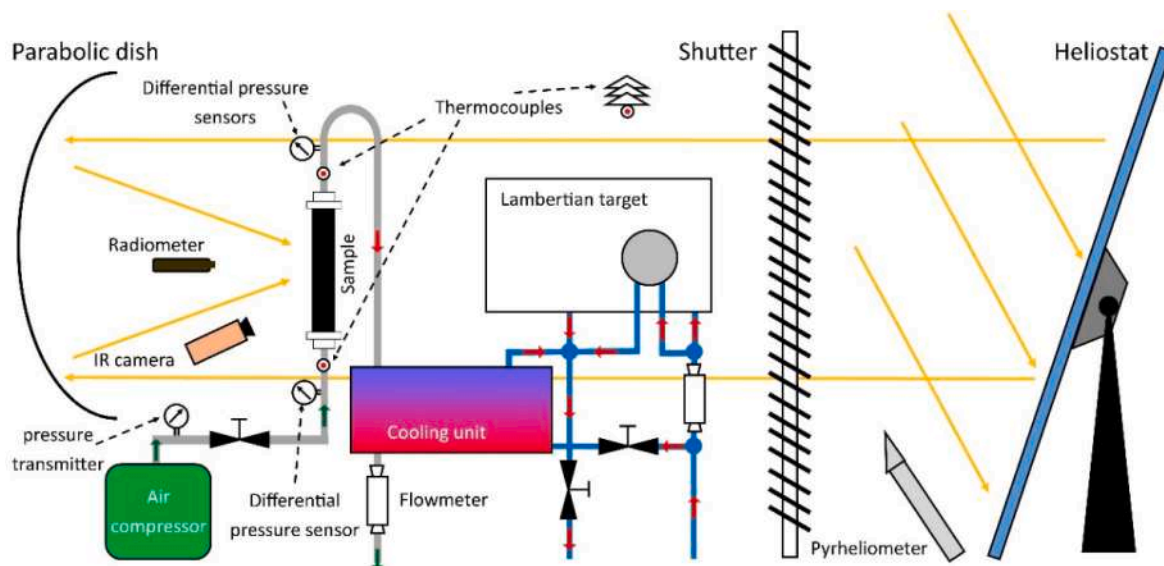 Parabolic dish
Shutter
Heliostat
Differential pressure
sensors
Thermocouples
Lambertian target
Radiometer
Sample
IR camera
Cooling unit
pressure
transmitter
Air
compressor
Differential
pressure sensor
Flowmeter
Pyrheliometer